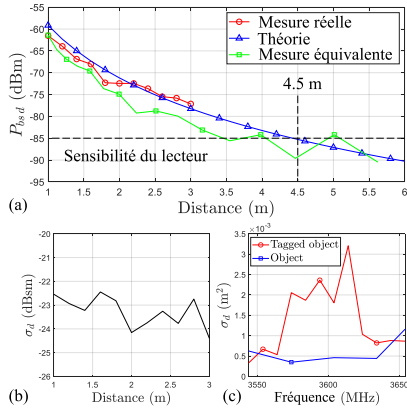 -55
-60
-65
-70
-75
-80
-85
-90
-95
P_bs d (dBm)
Mesure réelle
Théorie
Mesure équivalente
4.5 m
Sensibilité du lecteur
1 1.5 2 2.5 3 3.5 4 4.5 5 5.5 6
(a) Distance (m)
-20
-21
-22
-23
-24
-25
-26
σ_d (dBsm)
1 1.5 2 2.5 3
(b) Distance (m)
×10⁻³
3.5
3
2.5
2
1.5
1
0.5
0
σ_d (m²)
Tagged object
Object
3550 3600 3650
(c) Fréquence (MHz)